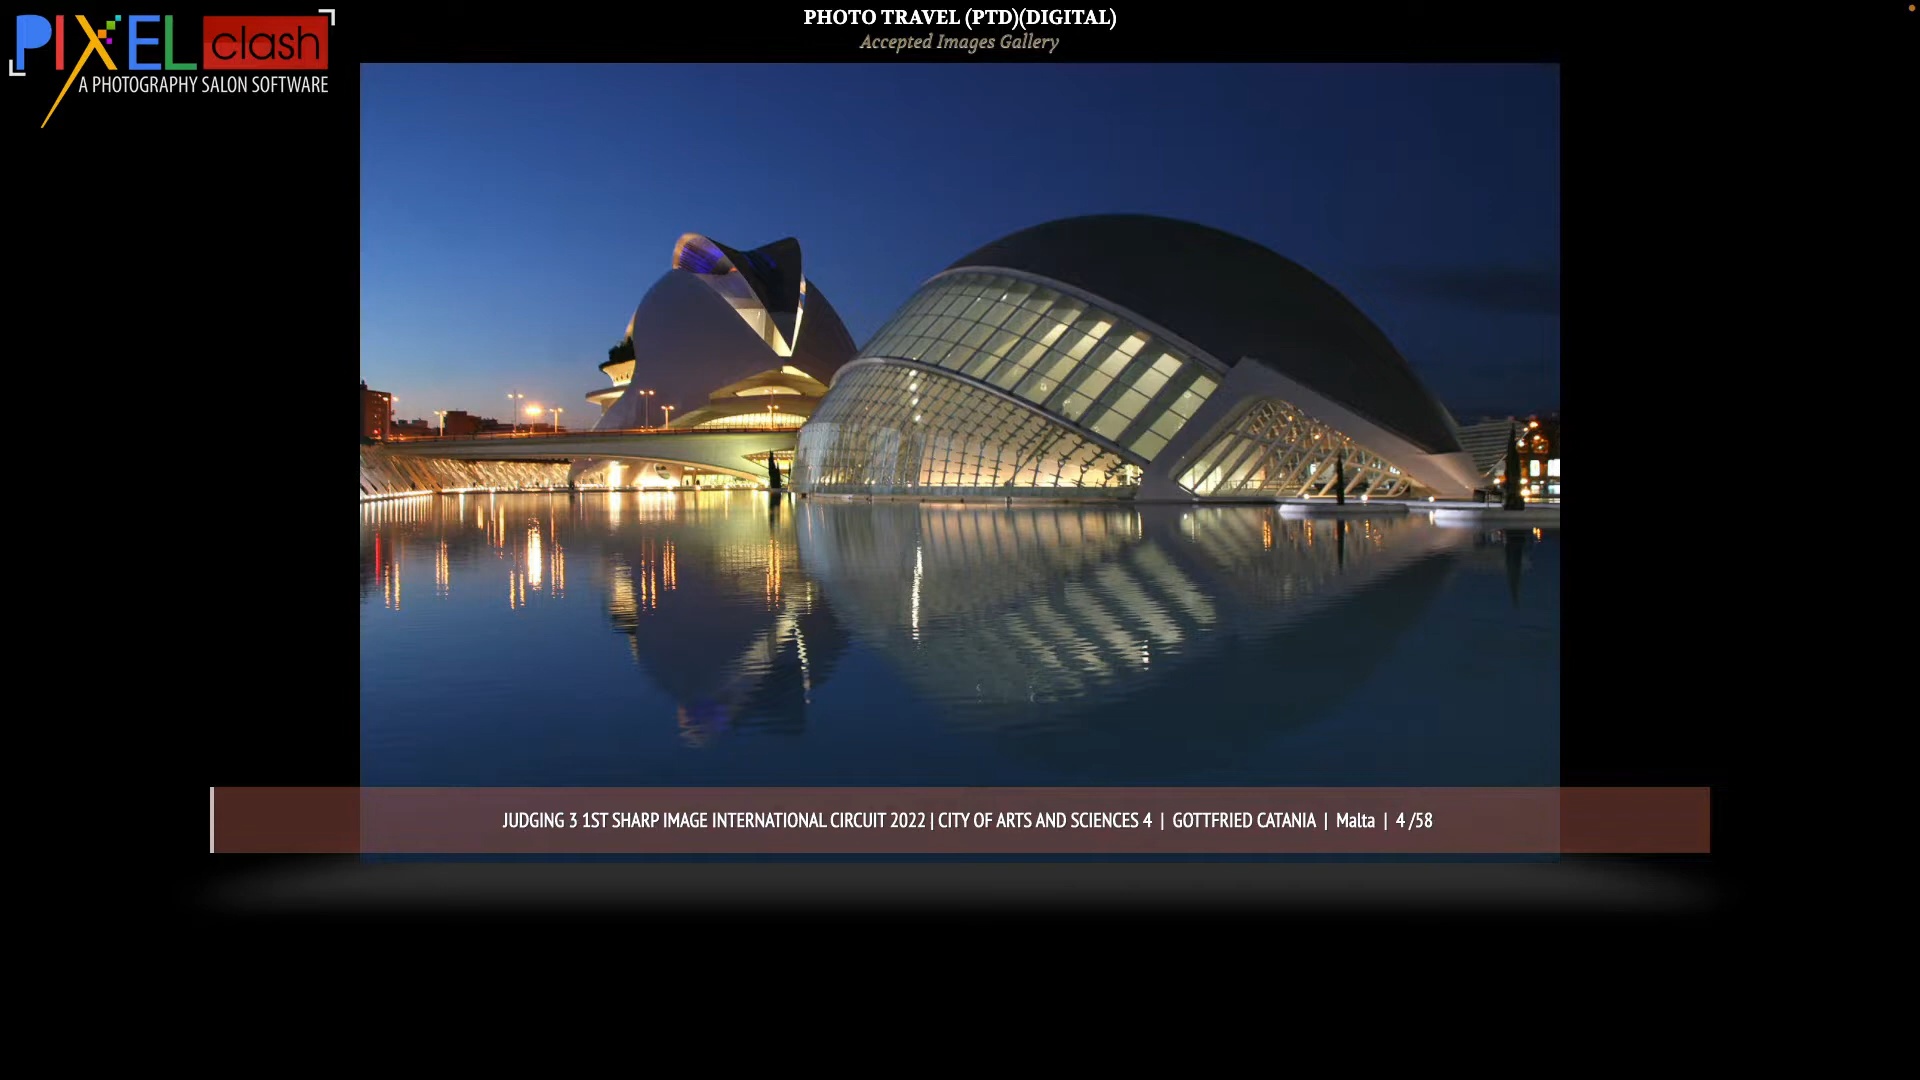 PIXEL clash
A PHOTOGRAPHY SALON SOFTWARE
PHOTO TRAVEL (PTD)(DIGITAL)
Accepted Images Gallery
JUDGING 3 1ST SHARP IMAGE INTERNATIONAL CIRCUIT 2022 | CITY OF ARTS AND SCIENCES 4 | GOTTFRIED CATANIA | Malta | 4 /58